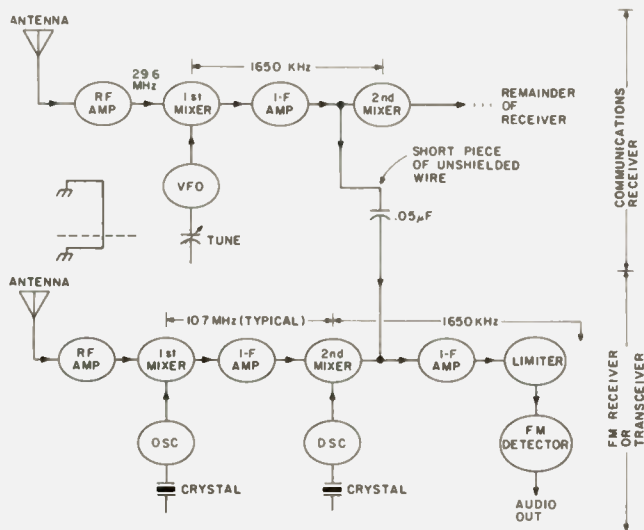 ANTENNA
1650 KHz
29.6
MHz
RF
AMP
1st
MIXER
I-F
AMP
2nd
MIXER
REMAINDER
OF
RECEIVER
VFO
TUNE
SHORT PIECE
OF UNSHIELDED
WIRE
.05µF
COMMUNICATIONS
RECEIVER
ANTENNA
10.7 MHz (TYPICAL)
1650 KHz
RF
AMP
1st
MIXER
I-F
AMP
2nd
MIXER
I-F
AMP
LIMITER
OSC
OSC
FM
DETECTOR
CRYSTAL
CRYSTAL
AUDIO
OUT
FM RECEIVER
OR
TRANSCEIVER